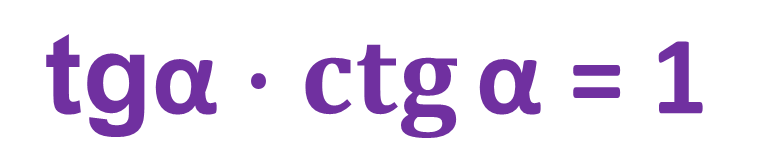 tgα · ctg α = 1